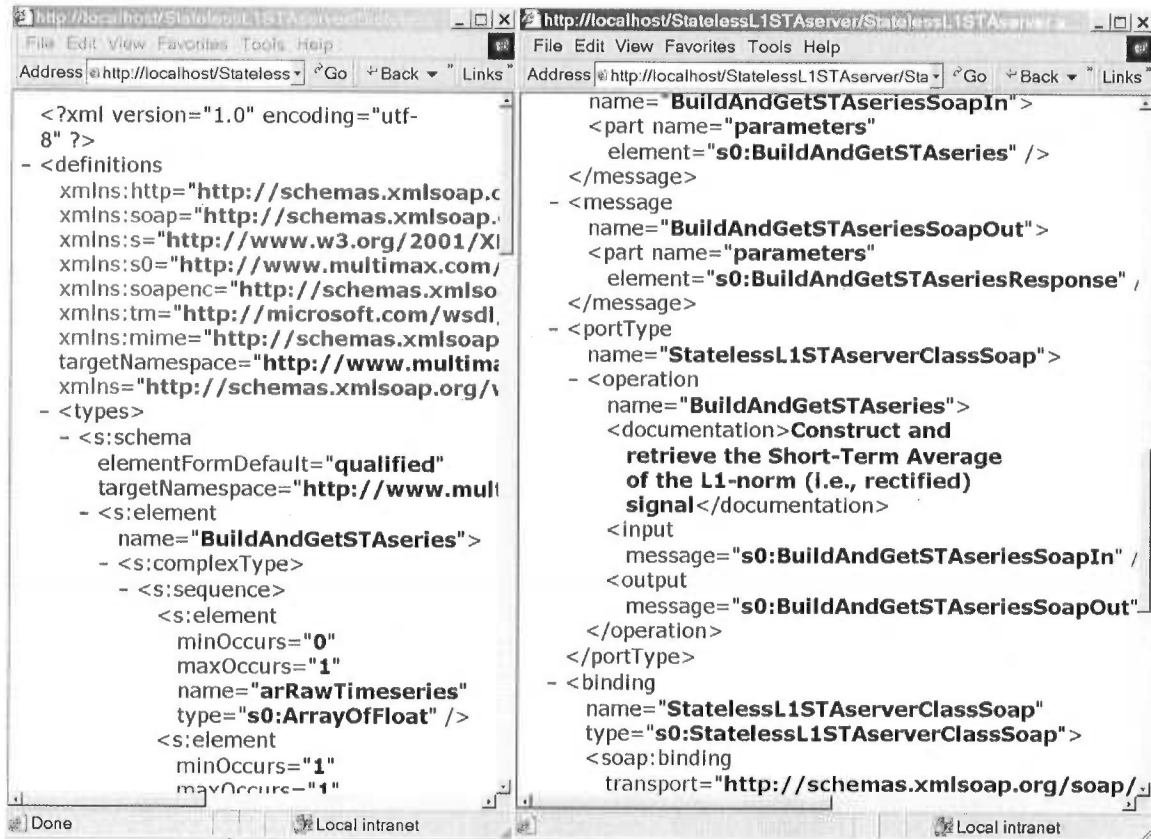 http://localhost/StatelessL1STAserver/
File Edit View Favorites Tools Help
Address http://localhost/Stateless Go Back " Links "
<?xml version="1.0" encoding="utf-
8" ?>
- <definitions
xmlns:http="http://schemas.xmlsoap.c
xmlns:soap="http://schemas.xmlsoap.
xmlns:s="http://www.w3.org/2001/XI
xmlns:s0="http://www.multimax.com/
xmlns:soapenc="http://schemas.xmlso
xmlns:tm="http://microsoft.com/wsdl,
xmlns:mime="http://schemas.xmlsoap
targetNamespace="http://www.multima
xmlns="http://schemas.xmlsoap.org/v
- <types>
- <s:schema
elementFormDefault="qualified"
targetNamespace="http://www.mult
- <s:element
name="BuildAndGetSTAseries">
- <s:complexType>
- <s:sequence>
<s:element
minOccurs="0"
maxOccurs="1"
name="arRawTimeseries"
type="s0:ArrayOfFloat" />
<s:element
minOccurs="1"
maxOccurs="1"
Done Local intranet
http://localhost/StatelessL1STAserver/StatelessL1STAserver
File Edit View Favorites Tools Help
Address http://localhost/StatelessL1STAserver/Sta Go Back " Links "
name="BuildAndGetSTAseriesSoapIn">
<part name="parameters"
element="s0:BuildAndGetSTAseries" />
</message>
- <message
name="BuildAndGetSTAseriesSoapOut">
<part name="parameters"
element="s0:BuildAndGetSTAseriesResponse" /
</message>
- <portType
name="StatelessL1STAserverClassSoap">
- <operation
name="BuildAndGetSTAseries">
<documentation>Construct and
retrieve the Short-Term Average
of the L1-norm (i.e., rectified)
signal</documentation>
<input
message="s0:BuildAndGetSTAseriesSoapIn" /
<output
message="s0:BuildAndGetSTAseriesSoapOut"
</operation>
</portType>
- <binding
name="StatelessL1STAserverClassSoap"
type="s0:StatelessL1STAserverClassSoap">
<soap:binding
transport="http://schemas.xmlsoap.org/soap/
Local intranet